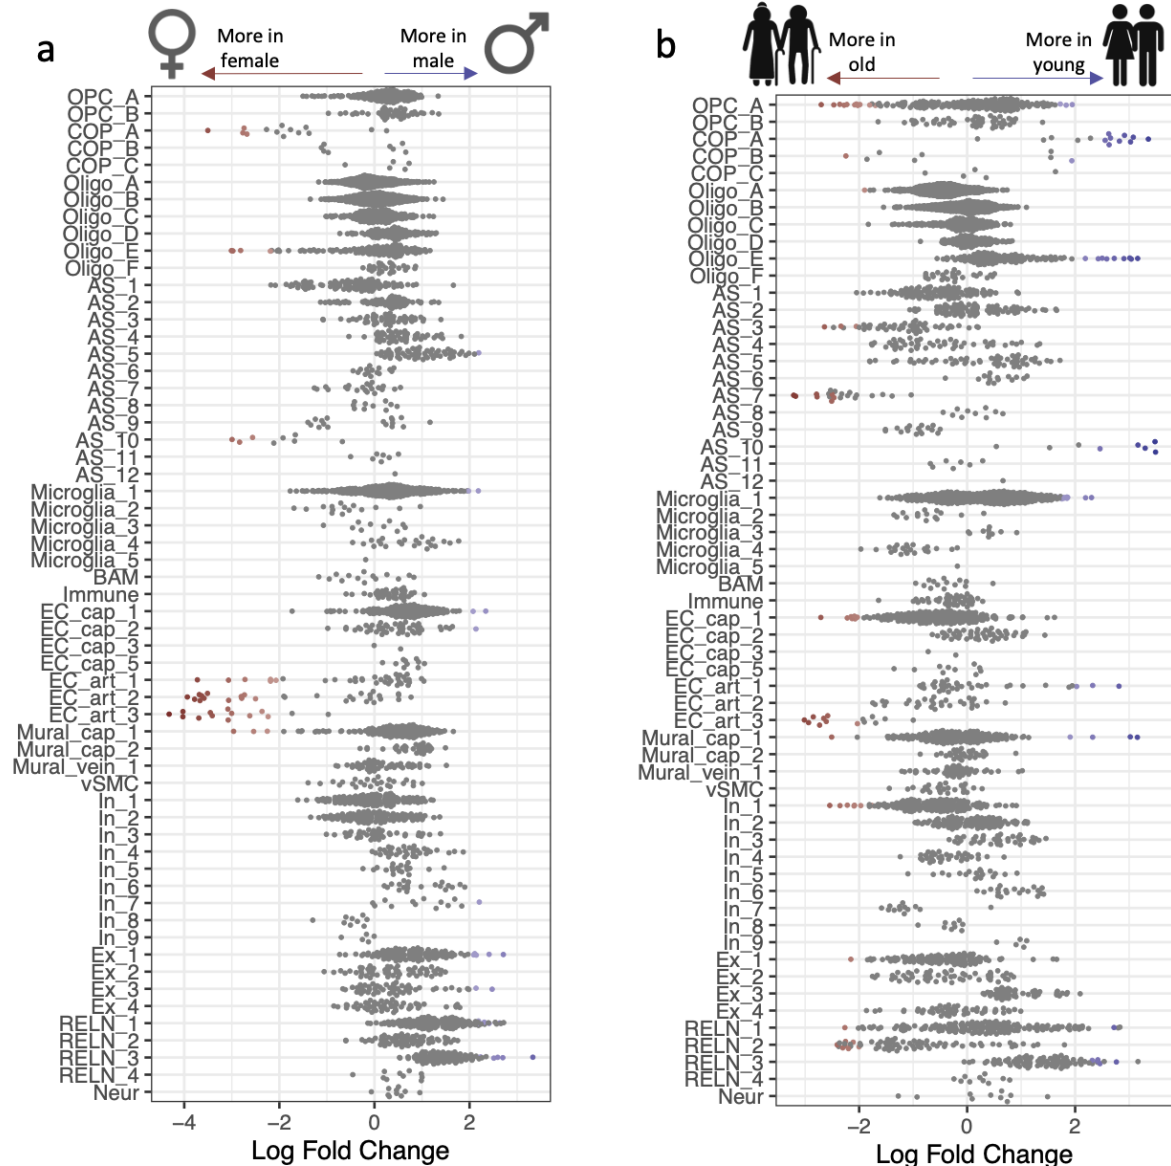 a
More in
female
More in
male
OPC_A
OPC_B
COP_A
COP_B
COP_C
Oligo_A
Oligo_B
Oligo_C
Oligo_D
Oligo_E
Oligo_F
AS_1
AS_2
AS_3
AS_4
AS_5
AS_6
AS_7
AS_8
AS_9
AS_10
AS_11
AS_12
Microglia_1
Microglia_2
Microglia_3
Microglia_4
Microglia_5
BAM
Immune
EC_cap_1
EC_cap_2
EC_cap_3
EC_cap_5
EC_art_1
EC_art_2
EC_art_3
Mural_cap_1
Mural_cap_2
Mural_vein_1
vSMC
In_1
In_2
In_3
In_4
In_5
In_6
In_7
In_8
In_9
Ex_1
Ex_2
Ex_3
Ex_4
RELN_1
RELN_2
RELN_3
RELN_4
Neur
−4 −2 0 2
Log Fold Change
b
More in
old
More in
young
OPC_A
OPC_B
COP_A
COP_B
COP_C
Oligo_A
Oligo_B
Oligo_C
Oligo_D
Oligo_E
Oligo_F
AS_1
AS_2
AS_3
AS_4
AS_5
AS_6
AS_7
AS_8
AS_9
AS_10
AS_11
AS_12
Microglia_1
Microglia_2
Microglia_3
Microglia_4
Microglia_5
BAM
Immune
EC_cap_1
EC_cap_2
EC_cap_3
EC_cap_5
EC_art_1
EC_art_2
EC_art_3
Mural_cap_1
Mural_cap_2
Mural_vein_1
vSMC
In_1
In_2
In_3
In_4
In_5
In_6
In_7
In_8
In_9
Ex_1
Ex_2
Ex_3
Ex_4
RELN_1
RELN_2
RELN_3
RELN_4
Neur
−2 0 2
Log Fold Change